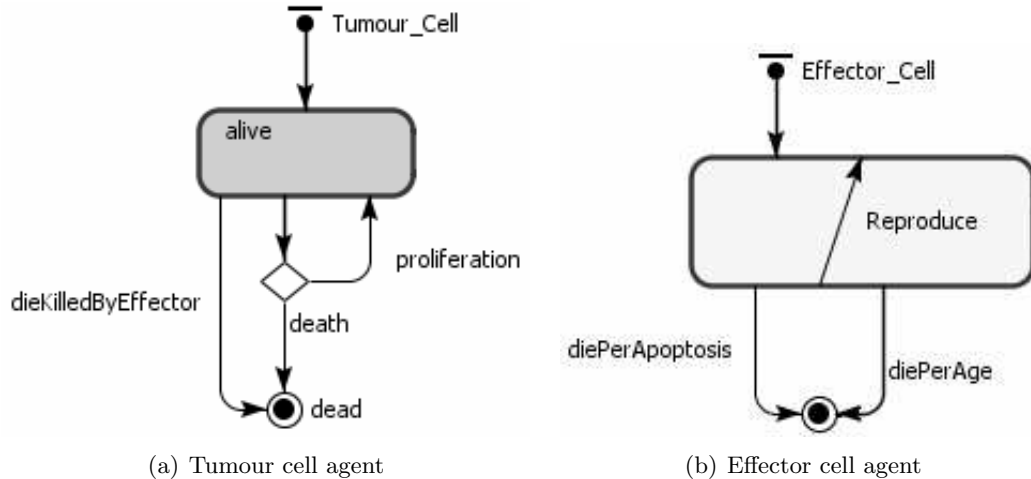 Tumour_Cell
alive
proliferation
dieKilledByEffector
death
dead
(a) Tumour cell agent
Effector_Cell
Reproduce
diePerApoptosis
diePerAge
(b) Effector cell agent